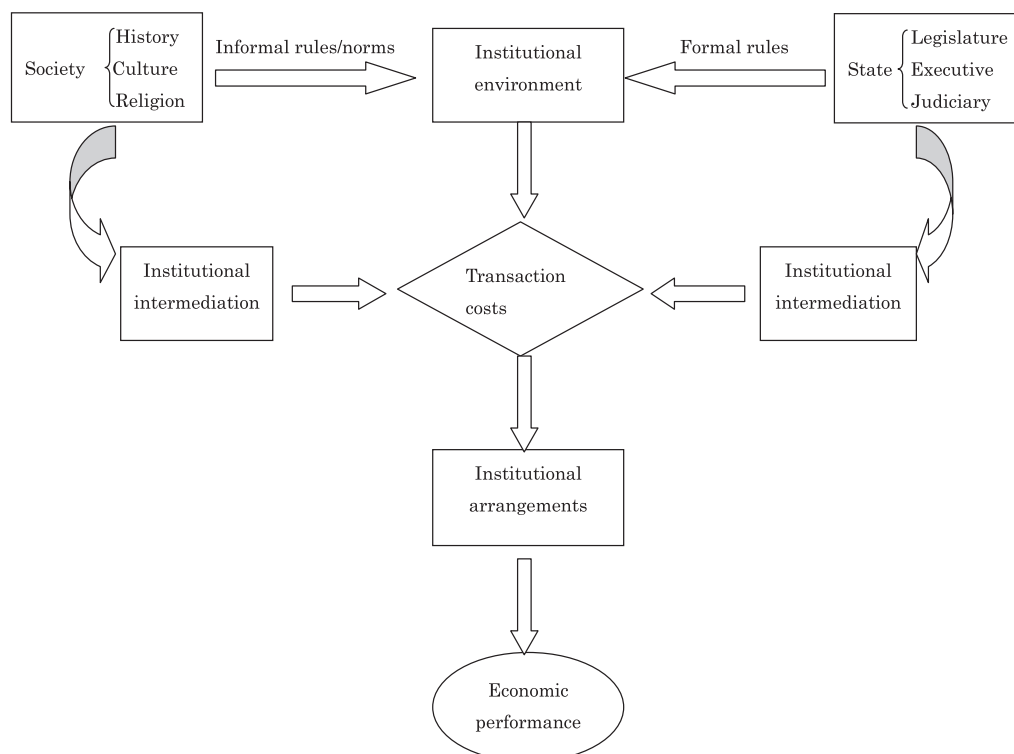 Society
History
Culture
Religion
Informal rules/norms
Institutional
environment
Formal rules
State
Legislature
Executive
Judiciary
Institutional
intermediation
Transaction
costs
Institutional
intermediation
Institutional
arrangements
Economic
performance